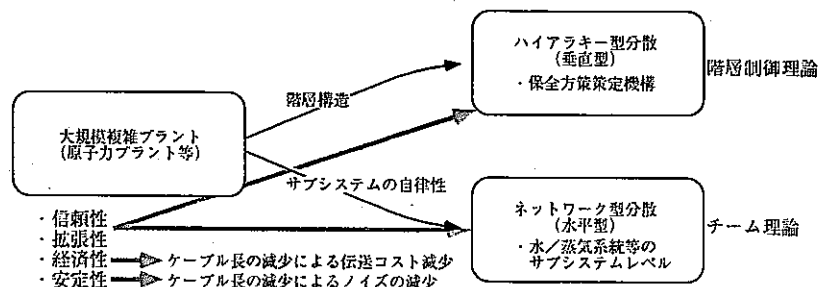 ハイアラキー型分散
(垂直型)
・保全方策策定機構
階層制御理論
階層構造
大規模複雑プラント
(原子力プラント等)
サブシステムの自律性
ネットワーク型分散
(水平型)
・水/蒸気系統等の
サブシステムレベル
チーム理論
・信頼性
・拡張性
・経済性 ケーブル長の減少による伝送コスト減少
・安定性 ケーブル長の減少によるノイズの減少